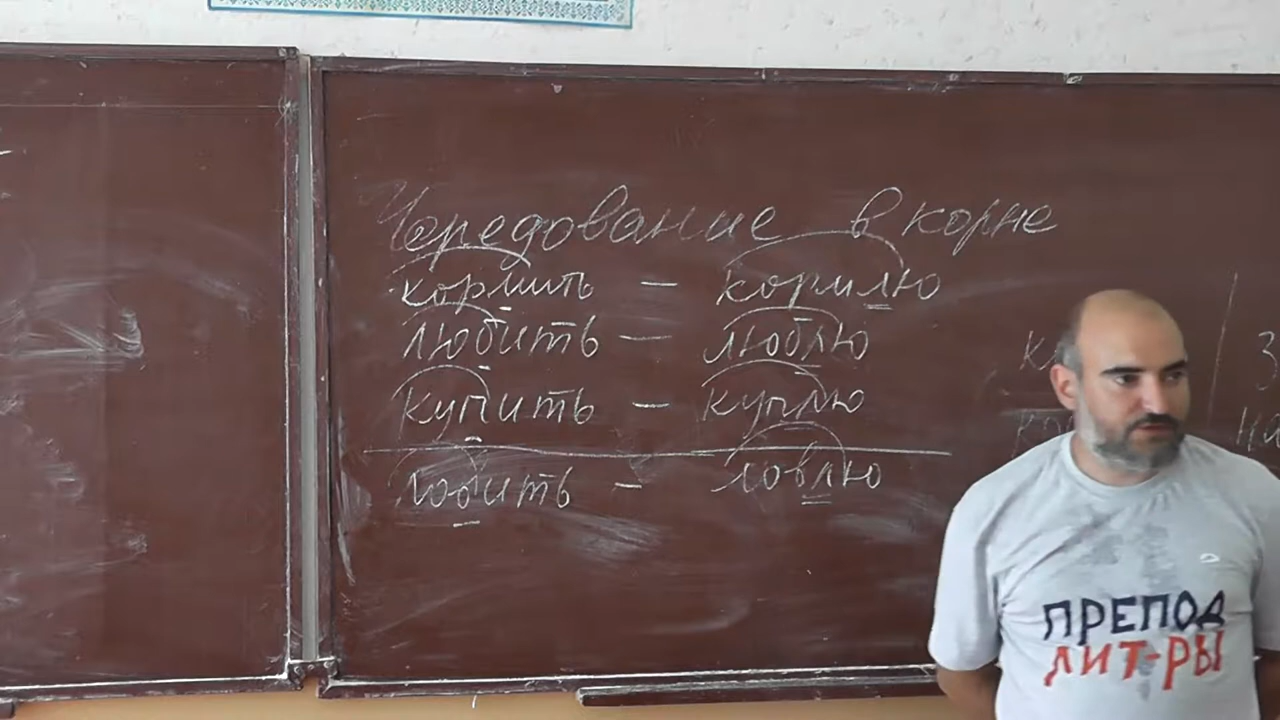 Чередование в корне
кормить – кормлю
любить – люблю
купить – куплю
ловить – ловлю
ПРЕПОД
ЛИТ-РЫ